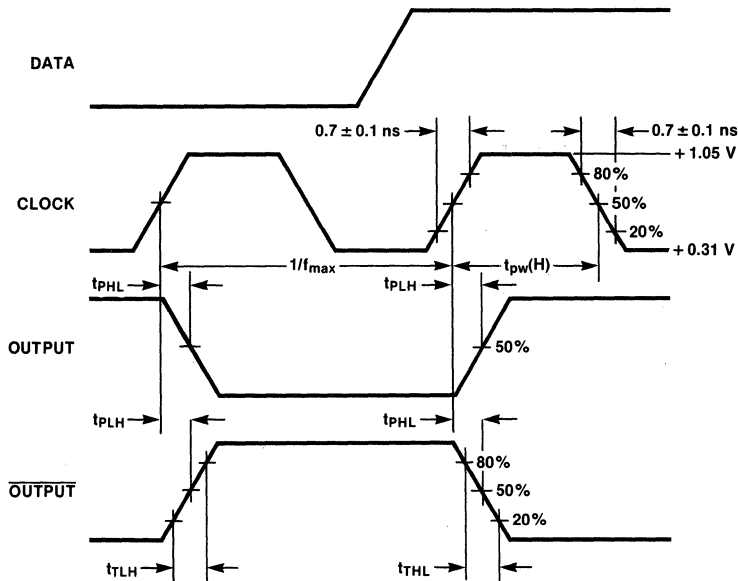 DATA
0.7 ± 0.1 ns
0.7 ± 0.1 ns
+ 1.05 V
80%
CLOCK
50%
20%
+ 0.31 V
1/fmax
tpw(H)
tPHL
tPLH
OUTPUT
50%
tPLH
tPHL
80%
OUTPUT
50%
20%
tTLH
tTHL